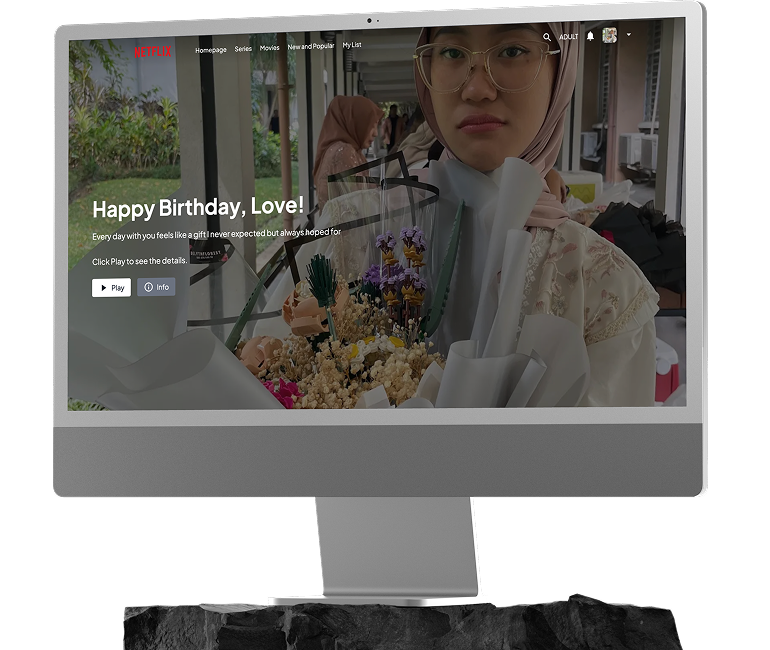 NETFLIX
Homepage Series Movies New and Popular My List
ADULT
Happy Birthday, Love!
Every day with you feels like a gift I never expected but always hoped for
Click Play to see the details.
Play
Info